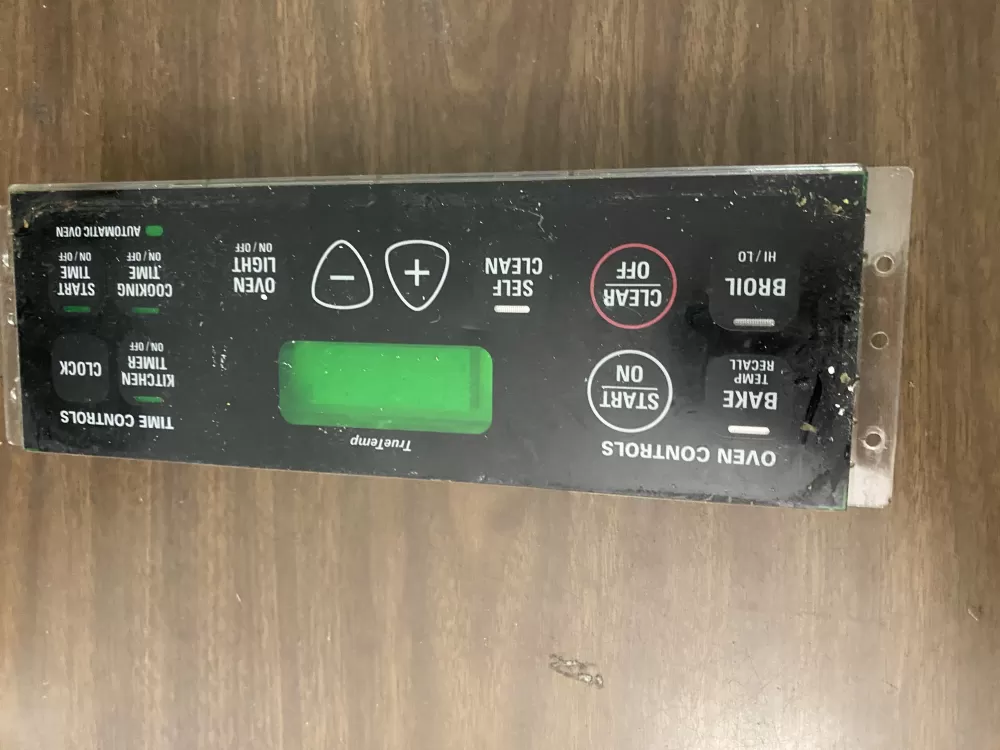 OVEN CONTROLS
BAKE
TEMP
RECALL
START
ON
BROIL
HI / LO
CLEAR
OFF
SELF
CLEAN
TrueTemp
+
−
OVEN
LIGHT
ON / OFF
TIME CONTROLS
KITCHEN
TIMER
ON / OFF
CLOCK
COOKING
TIME
ON / OFF
START
TIME
ON / OFF
AUTOMATIC OVEN